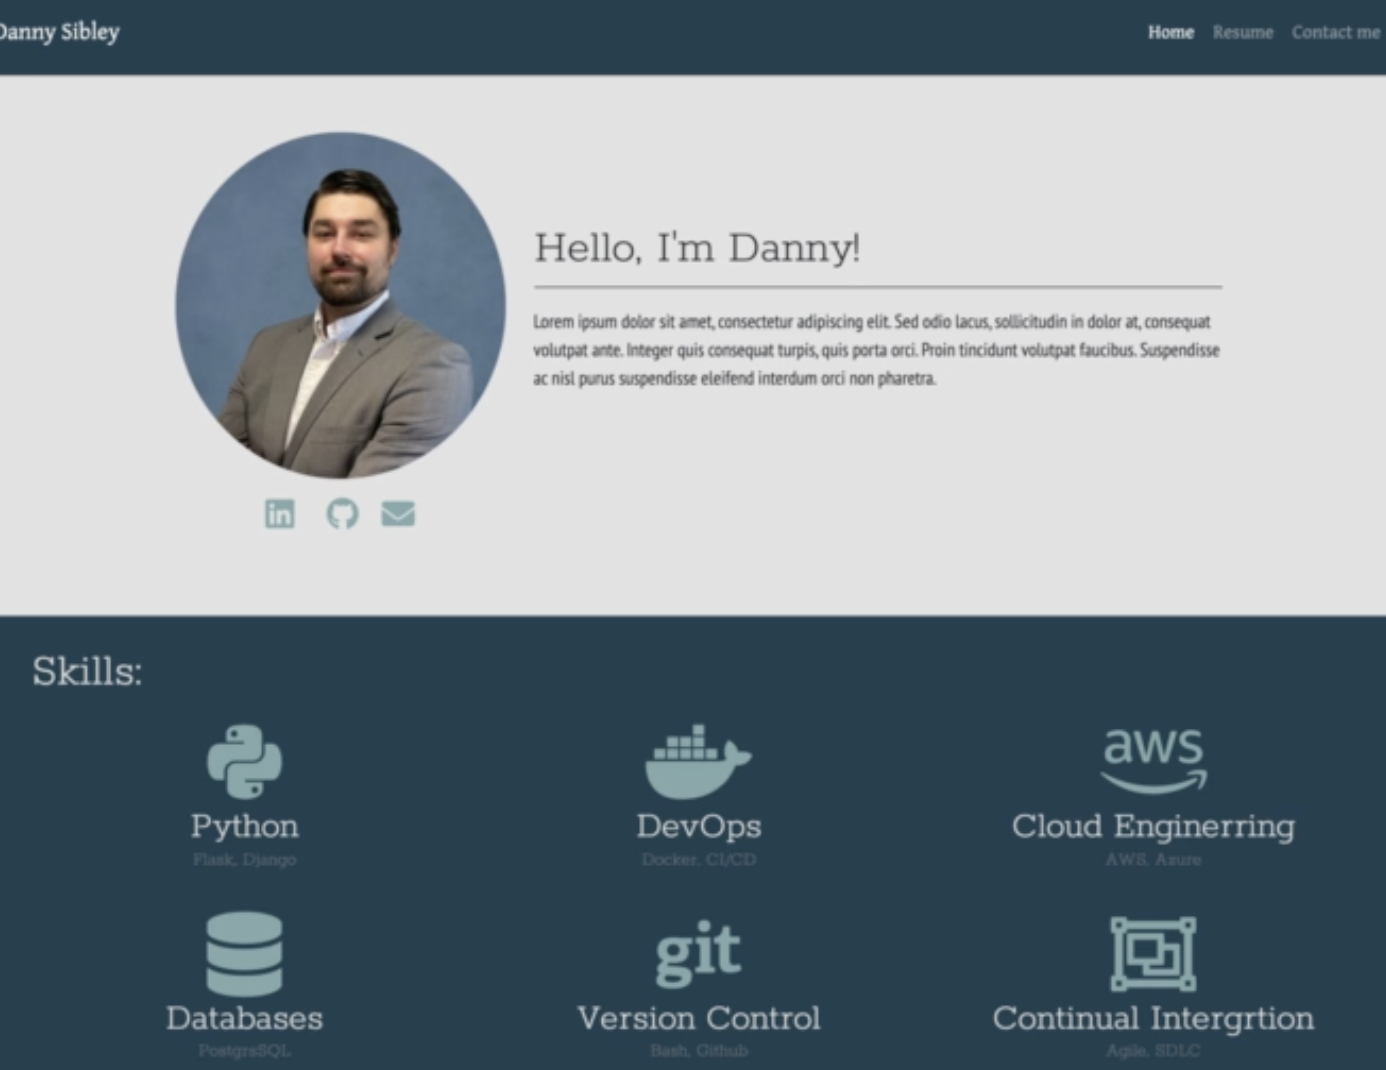 Danny Sibley
Home Resume Contact me
Hello, I'm Danny!
Lorem ipsum dolor sit amet, consectetur adipiscing elit. Sed odio lacus, sollicitudin in dolor at, consequat
volutpat ante. Integer quis consequat turpis, quis porta orci. Proin tincidunt volutpat faucibus. Suspendisse
ac nisl purus suspendisse eleifend interdum orci non pharetra.
in
Skills:
aws
Python DevOps Cloud Enginerring
Flask, Django Docker, CI/CD AWS, Azure
git
Databases Version Control Continual Intergrtion
PostgrsSQL Bash, Github Agile, SDLC